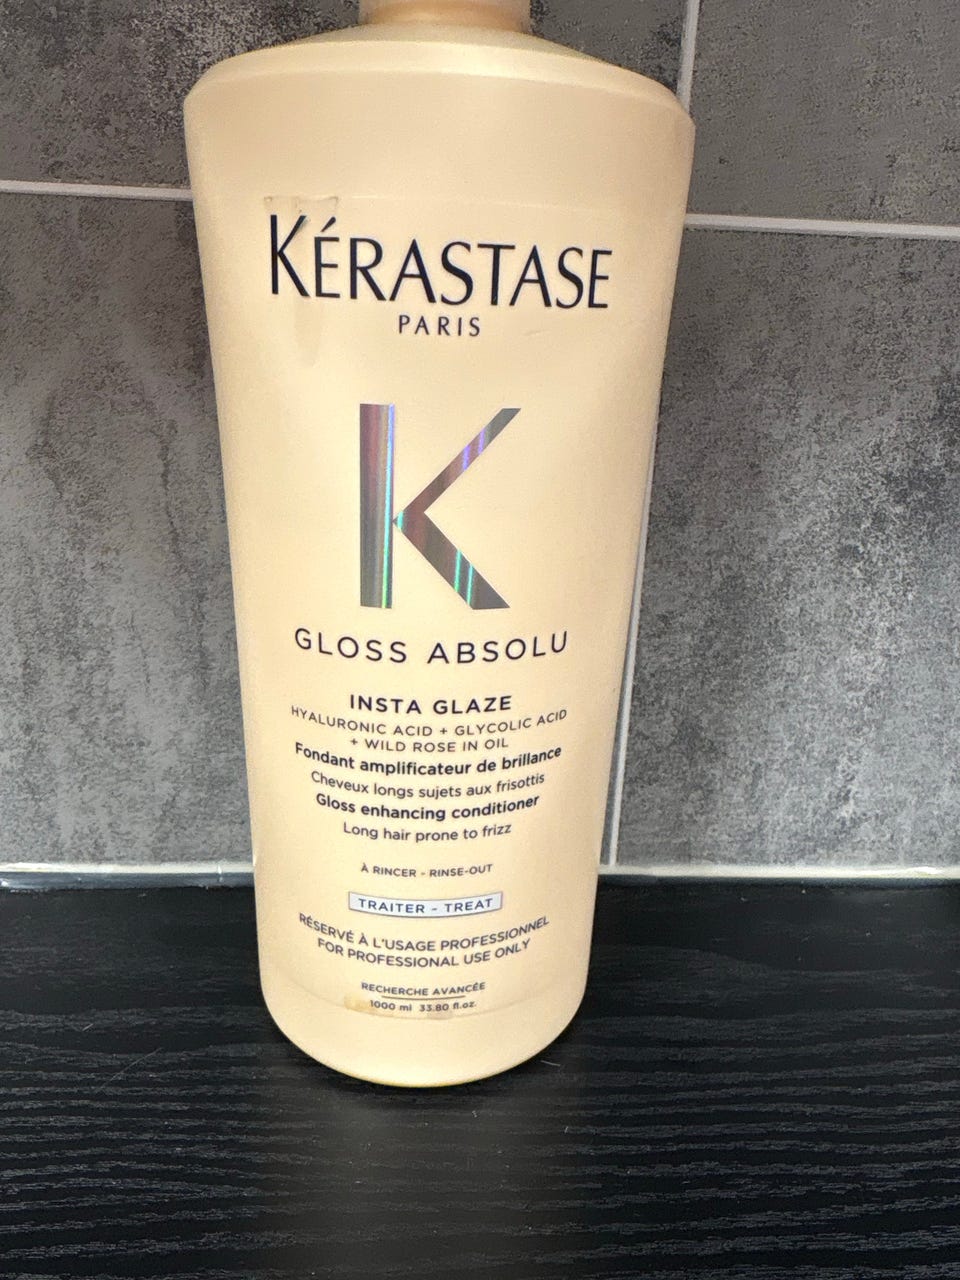 KÉRASTASE
PARIS
K
GLOSS ABSOLU
INSTA GLAZE
HYALURONIC ACID + GLYCOLIC ACID
+ WILD ROSE IN OIL
Fondant amplificateur de brillance
Cheveux longs sujets aux frisottis
Gloss enhancing conditioner
Long hair prone to frizz
À RINCER - RINSE-OUT
TRAITER - TREAT
RÉSERVÉ À L'USAGE PROFESSIONNEL
FOR PROFESSIONAL USE ONLY
RECHERCHE AVANCÉE
1000 ml 33.80 fl.oz.